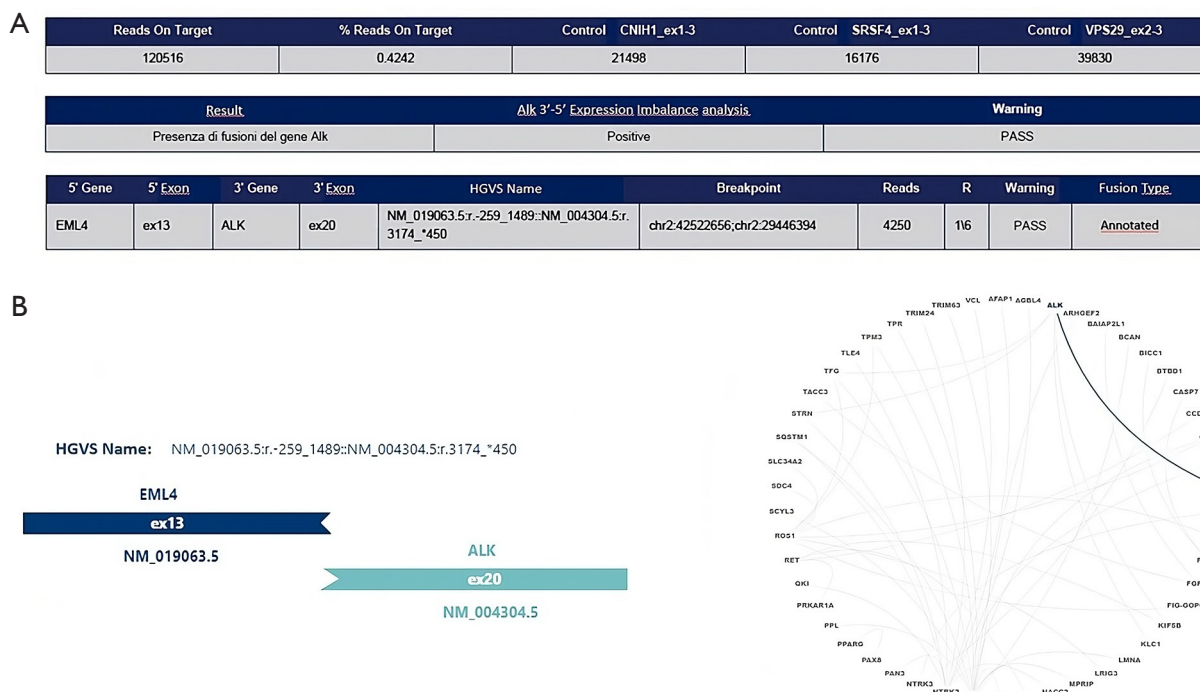 A
Reads On Target % Reads On Target Control CNIH1_ex1-3 Control SRSF4_ex1-3 Control VPS29_ex2-3
120516 0.4242 21498 16176 39830
Result Alk 3'-5' Expression Imbalance analysis Warning
Presenza di fusioni del gene Alk Positive PASS
5' Gene 5' Exon 3' Gene 3' Exon HGVS Name Breakpoint Reads R Warning Fusion Type
EML4 ex13 ALK ex20 NM_019063.5:r.-259_1489::NM_004304.5:r.
3174_*450 chr2:42522656;chr2:29446394 4250 1\6 PASS Annotated
B
HGVS Name: NM_019063.5:r.-259_1489::NM_004304.5:r.3174_*450
EML4
ex13
NM_019063.5
ALK
ex20
NM_004304.5
ALK
ARHGEF2
BAIAP2L1
BCAN
BICC1
BTBD1
CASP7
FIG-GOP
KIF5B
KLC1
LMNA
LRIG3
MPRIP
NTRK3
PAN3
PAX8
PPARG
PPL
PRKAR1A
QKI
RET
ROS1
SCYL3
SDC4
SLC34A2
SQSTM1
STRN
TACC3
TFG
TLE4
TPM3
TPR
TRIM24
TRIM63
VCL
AFAP1
AGBL4